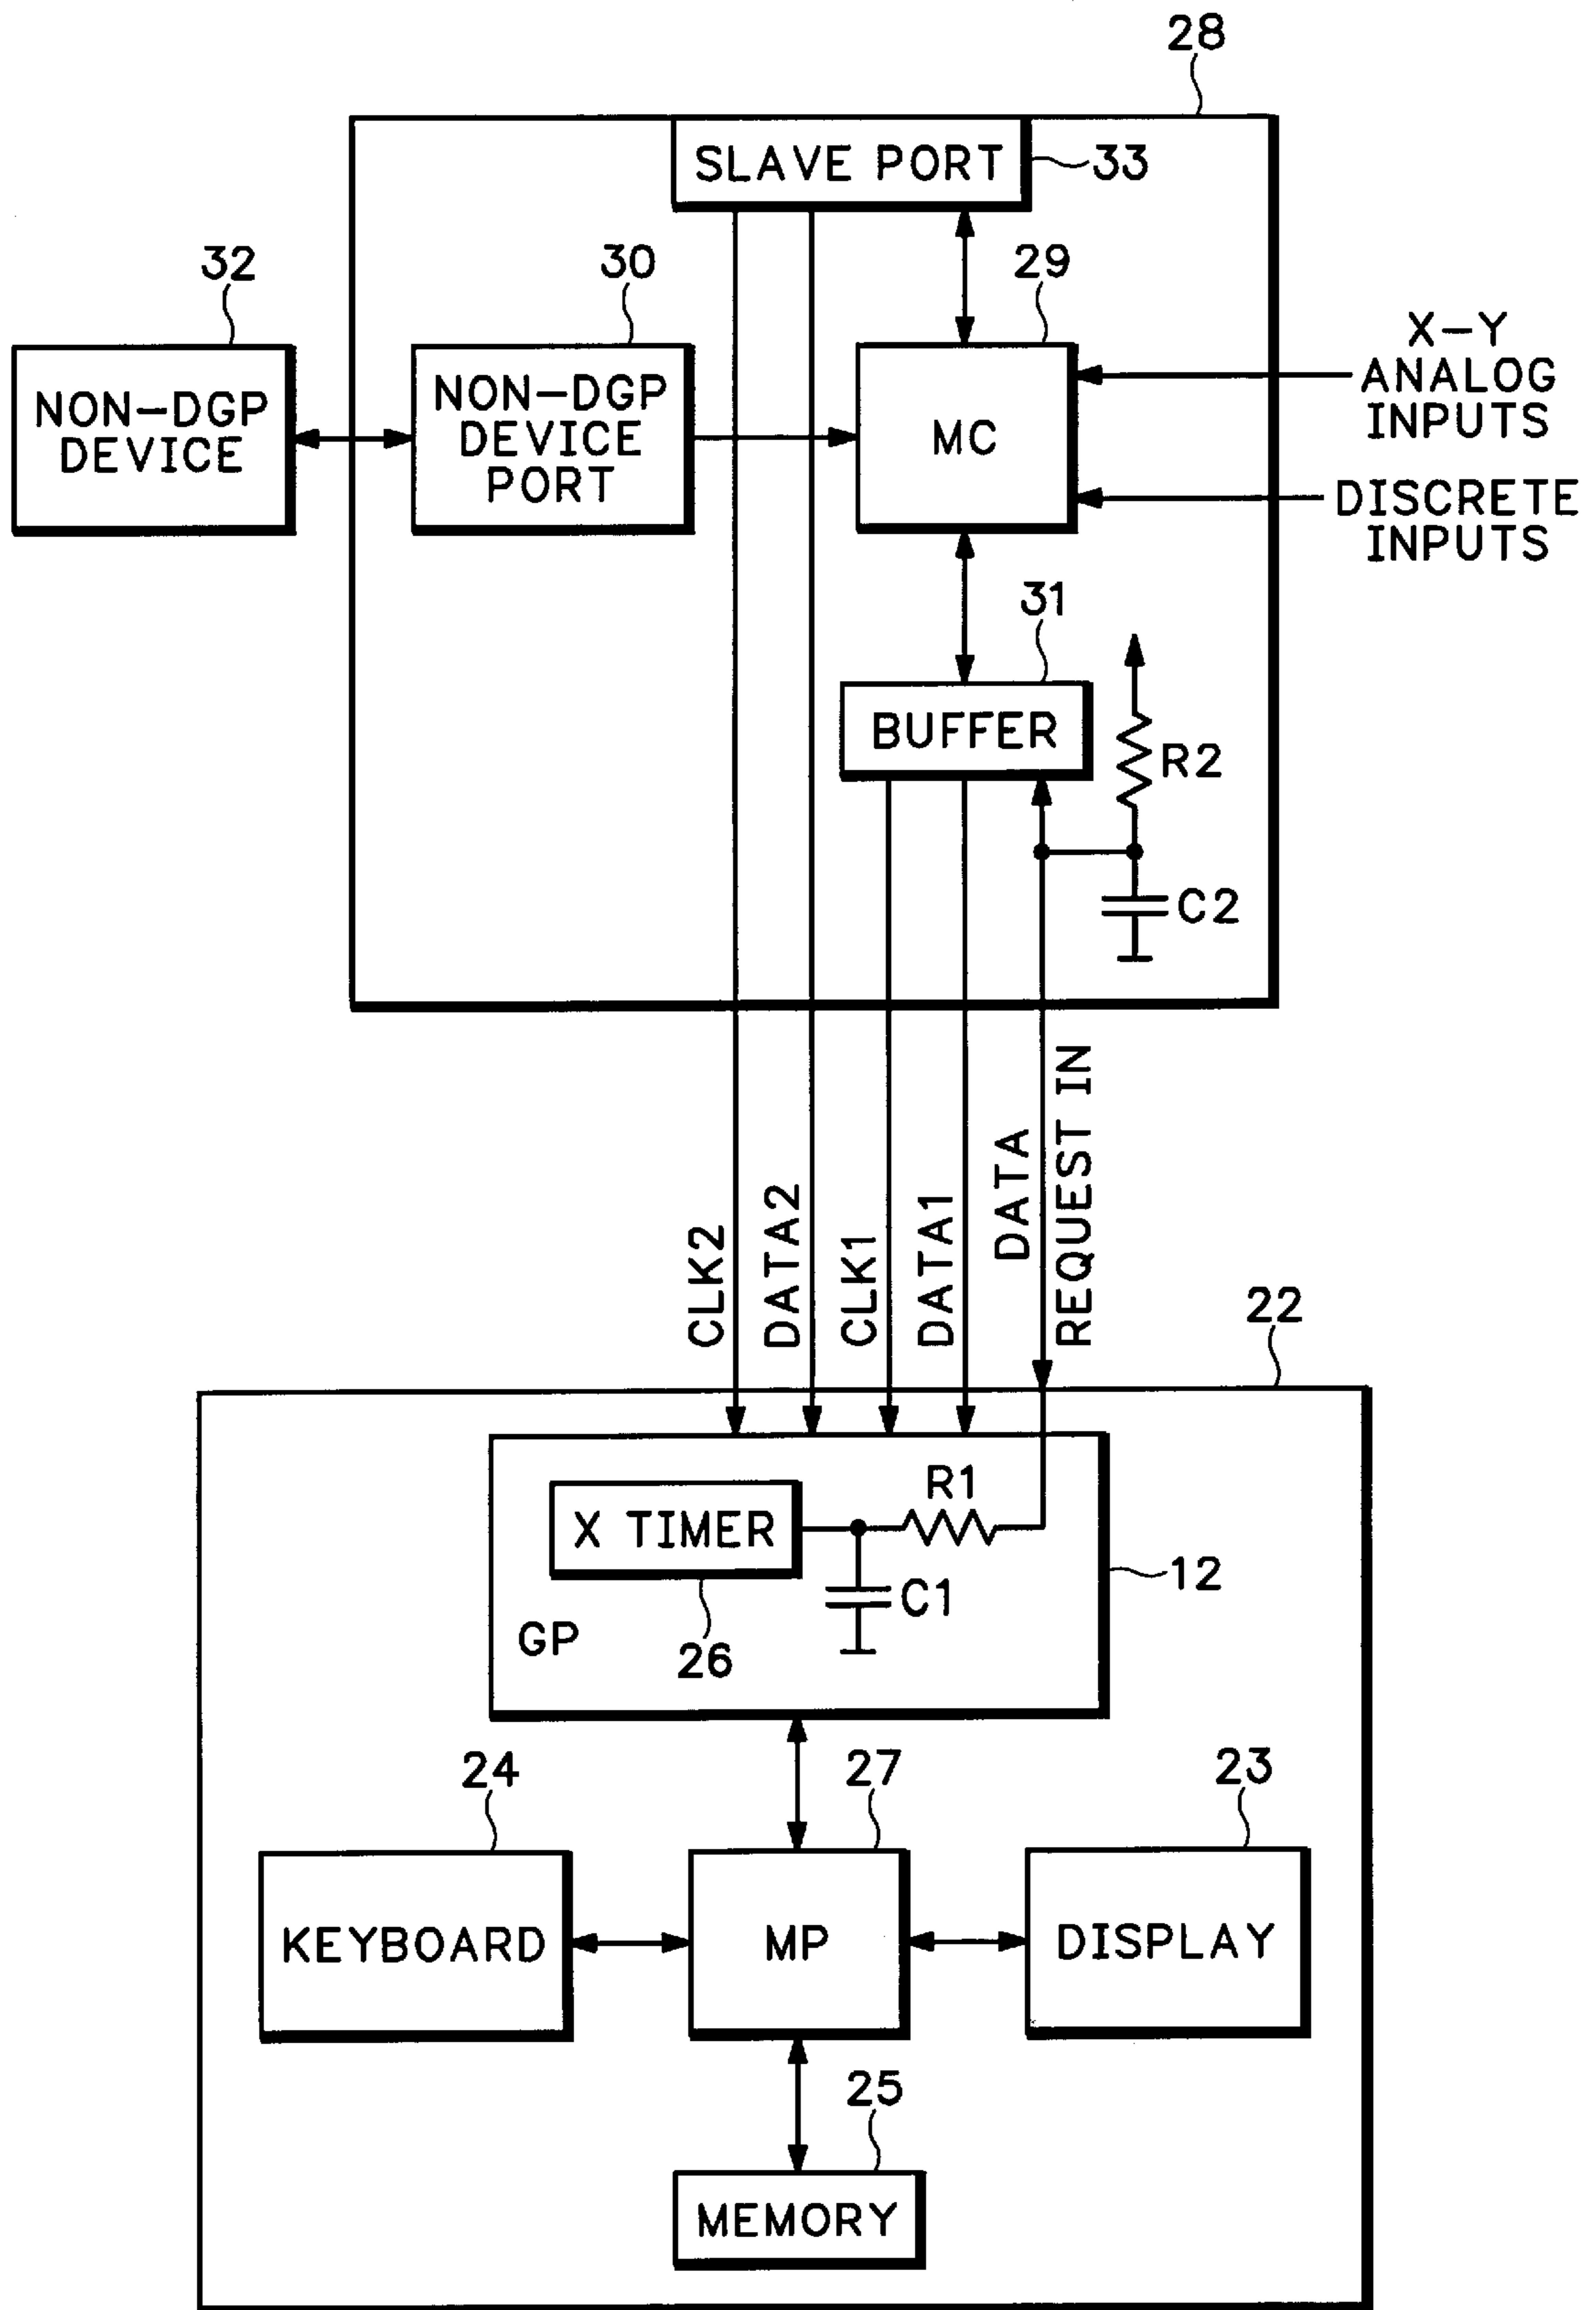 28
SLAVE PORT
33
32
30
29
NON-DGP
DEVICE
NON-DGP
DEVICE
PORT
MC
X-Y
ANALOG
INPUTS
DISCRETE
INPUTS
31
BUFFER
R2
C2
CLK2
DATA2
CLK1
DATA1
DATA
REQUEST IN
22
X TIMER
R1
C1
12
GP
26
24
27
23
KEYBOARD
MP
DISPLAY
25
MEMORY